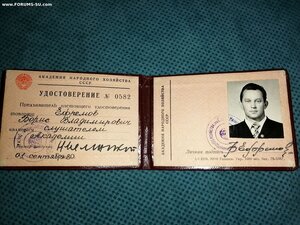 www.FORUMS-SU.com
АКАДЕМИЯ НАРОДНОГО ХОЗЯЙСТВА
СССР
УДОСТОВЕРЕНИЕ № 0582
Предъявитель настоящего удостоверения
Ефремов
Борис Владимирович
является слушателем
Академии
01 сентября 80
АКАДЕМИЯ НАРОДНОГО ХОЗЯЙСТВА
СССР
Личная подпись